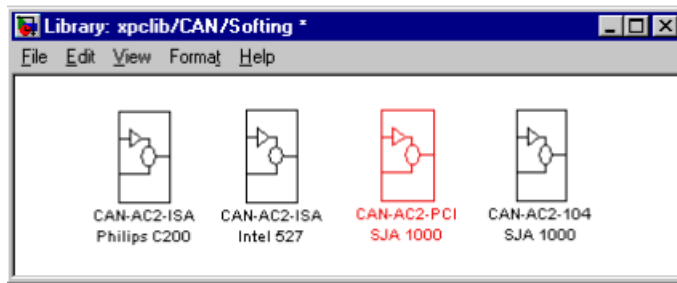 Library: xpclib/CAN/Softing *
File Edit View Format Help
CAN-AC2-ISA CAN-AC2-ISA CAN-AC2-PCI CAN-AC2-104
Philips C200 Intel 527 SJA 1000 SJA 1000